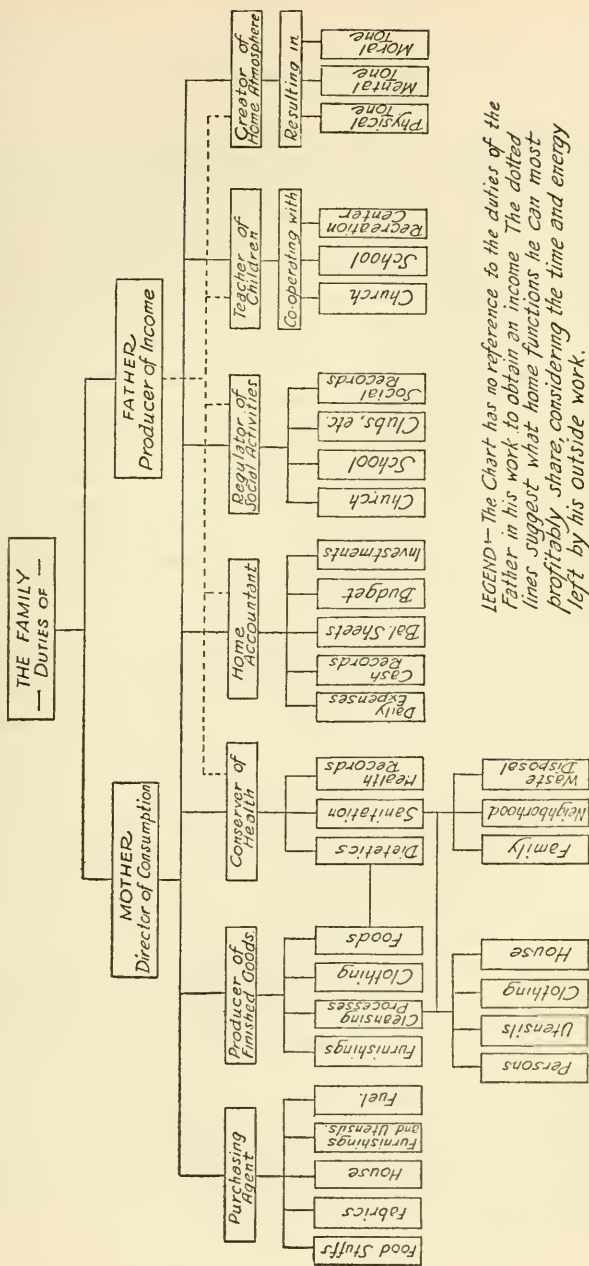 THE FAMILY
— DUTIES OF —
MOTHER
Director of Consumption
FATHER
Producer of Income
Purchasing
Agent
Producer of
Finished Goods.
Conserver of
Health
Home
Accountant
Regulator of
Social Activities
Teacher of
Children
Creator of
Home Atmosphere
Food Stuffs
Fabrics
House
Furnishings
and Utensils.
Fuel.
Furnishings
Cleansing
Processes
Clothing
Foods
Dietetics
Sanitation
Health
Records
Daily
Expenses
Cash
Records
Bal. Sheets
Budget
Investments
Church
School
Clubs, etc.
Social
Records
Co-operating with
Church
School
Recreation
Center
Resulting in
Physical
Tone
Mental
Tone
Moral
Tone
Persons
Utensils
Clothing
House
Family
Neighborhood
Waste
Disposal
LEGEND:- The Chart has no reference to the duties of the
Father in his work to obtain an income The dotted
lines suggest what home functions he can most
profitably share, considering the time and energy
left by his outside work.